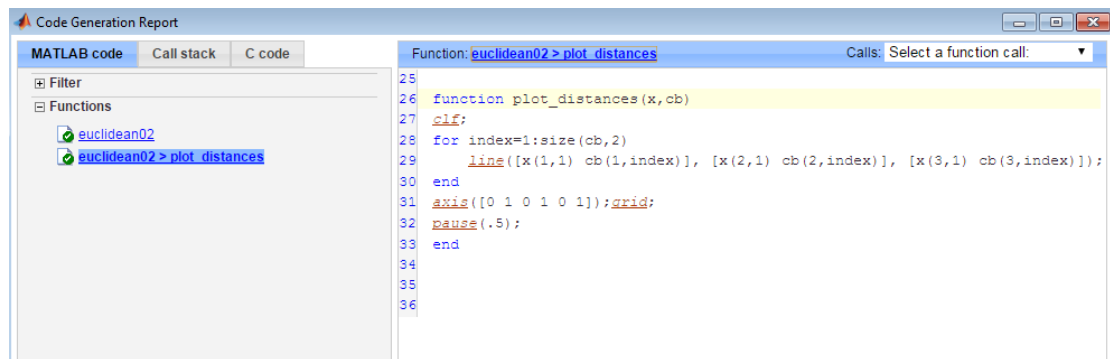 Code Generation Report
MATLAB code Call stack C code
Filter
Functions
euclidean02
euclidean02 > plot_distances
Function: euclidean02 > plot_distances Calls: Select a function call:
25
26 function plot_distances(x,cb)
27 clf;
28 for index=1:size(cb,2)
29 line([x(1,1) cb(1,index)], [x(2,1) cb(2,index)], [x(3,1) cb(3,index)]);
30 end
31 axis([0 1 0 1 0 1]);grid;
32 pause(.5);
33 end
34
35
36